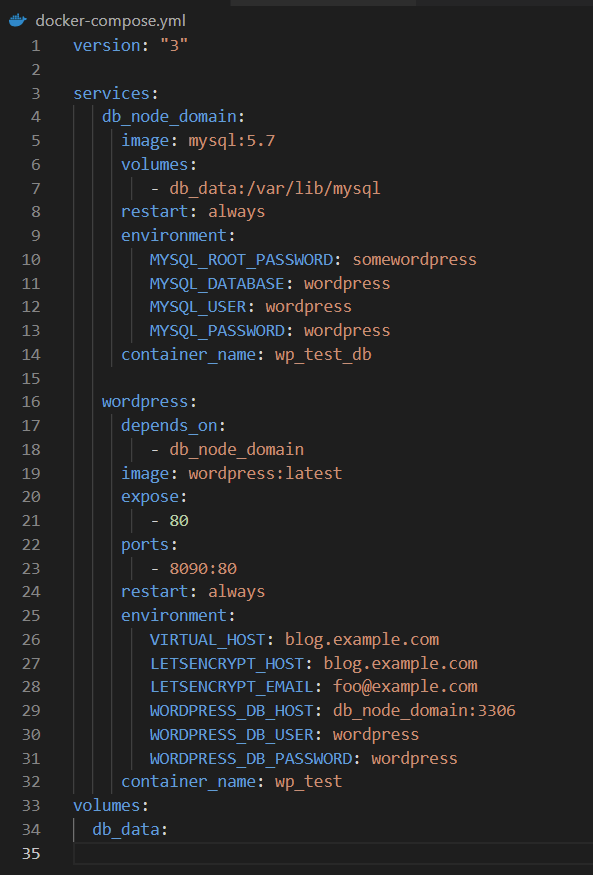 docker-compose.yml
1 version: "3"
2
3 services:
4 db_node_domain:
5 image: mysql:5.7
6 volumes:
7 - db_data:/var/lib/mysql
8 restart: always
9 environment:
10 MYSQL_ROOT_PASSWORD: somewordpress
11 MYSQL_DATABASE: wordpress
12 MYSQL_USER: wordpress
13 MYSQL_PASSWORD: wordpress
14 container_name: wp_test_db
15
16 wordpress:
17 depends_on:
18 - db_node_domain
19 image: wordpress:latest
20 expose:
21 - 80
22 ports:
23 - 8090:80
24 restart: always
25 environment:
26 VIRTUAL_HOST: blog.example.com
27 LETSENCRYPT_HOST: blog.example.com
28 LETSENCRYPT_EMAIL: foo@example.com
29 WORDPRESS_DB_HOST: db_node_domain:3306
30 WORDPRESS_DB_USER: wordpress
31 WORDPRESS_DB_PASSWORD: wordpress
32 container_name: wp_test
33 volumes:
34 db_data:
35